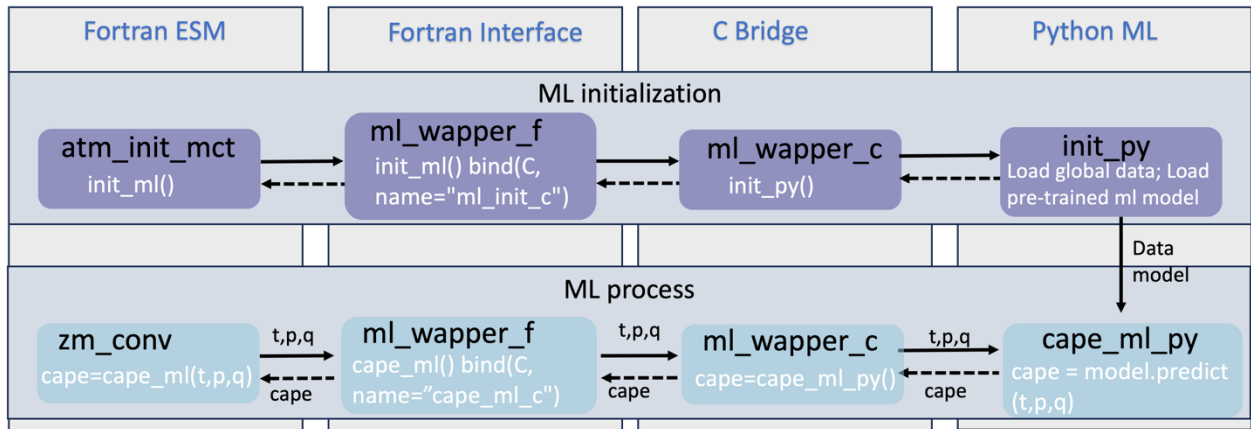 Fortran ESM
Fortran Interface
C Bridge
Python ML
ML initialization
atm_init_mct
init_ml()
ml_wapper_f
init_ml() bind(C,
name="ml_init_c")
ml_wapper_c
init_py()
init_py
Load global data; Load
pre-trained ml model
Data
model
ML process
zm_conv
cape=cape_ml(t,p,q)
t,p,q
cape
ml_wapper_f
cape_ml() bind(C,
name=”cape_ml_c”)
t,p,q
cape
ml_wapper_c
cape=cape_ml_py()
t,p,q
cape
cape_ml_py
cape = model.predict
(t,p,q)